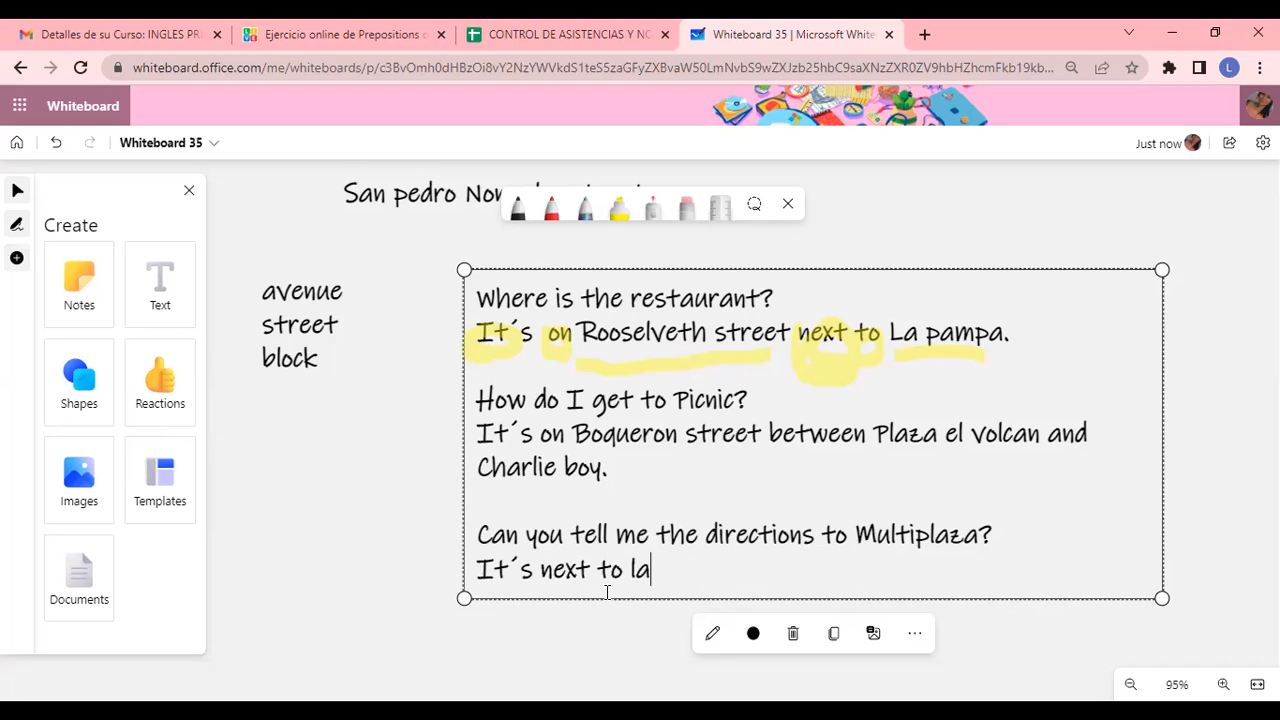 Detalles de su Curso: INGLES PR
Ejercicio online de Prepositions o
CONTROL DE ASISTENCIAS Y NO
Whiteboard 35 | Microsoft White
whiteboard.office.com/me/whiteboards/p/c3BvOmh0dHBzOi8vY2NzYWVkdS1teS5zaGFyZXBvaW50LmNvbS9wZXJzb25hbC9saXNzZXR0ZV9hbHZhcmFkb19kb...
L
Whiteboard
Whiteboard 35
Just now
San pedro
Create
Notes
Text
Shapes
Reactions
Images
Templates
Documents
avenue
street
block
Where is the restaurant?
It´s on Rooselveth street next to La pampa.
How do I get to Picnic?
It´s on Boqueron street between Plaza el volcan and
Charlie boy.
Can you tell me the directions to Multiplaza?
It´s next to la
95%